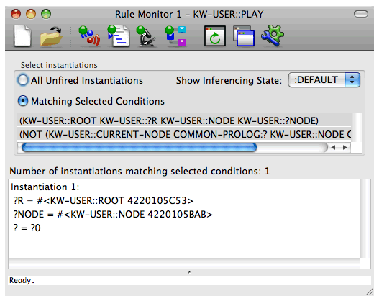 Rule Monitor 1 - KW-USER::PLAY
Select instantiations
All Unfired Instantiations
Show Inferencing State: :DEFAULT
Matching Selected Conditions
(KW-USER::ROOT KW-USER::?R KW-USER::NODE KW-USER::?NODE)
(NOT (KW-USER::CURRENT-NODE COMMON-PROLOG:? KW-USER::NODE C
Number of instantiations matching selected conditions: 1
Instantiation 1:
?R = #<KW-USER::ROOT 4220105C53>
?NODE = #<KW-USER::NODE 4220105BAB>
? = ?0
Ready.